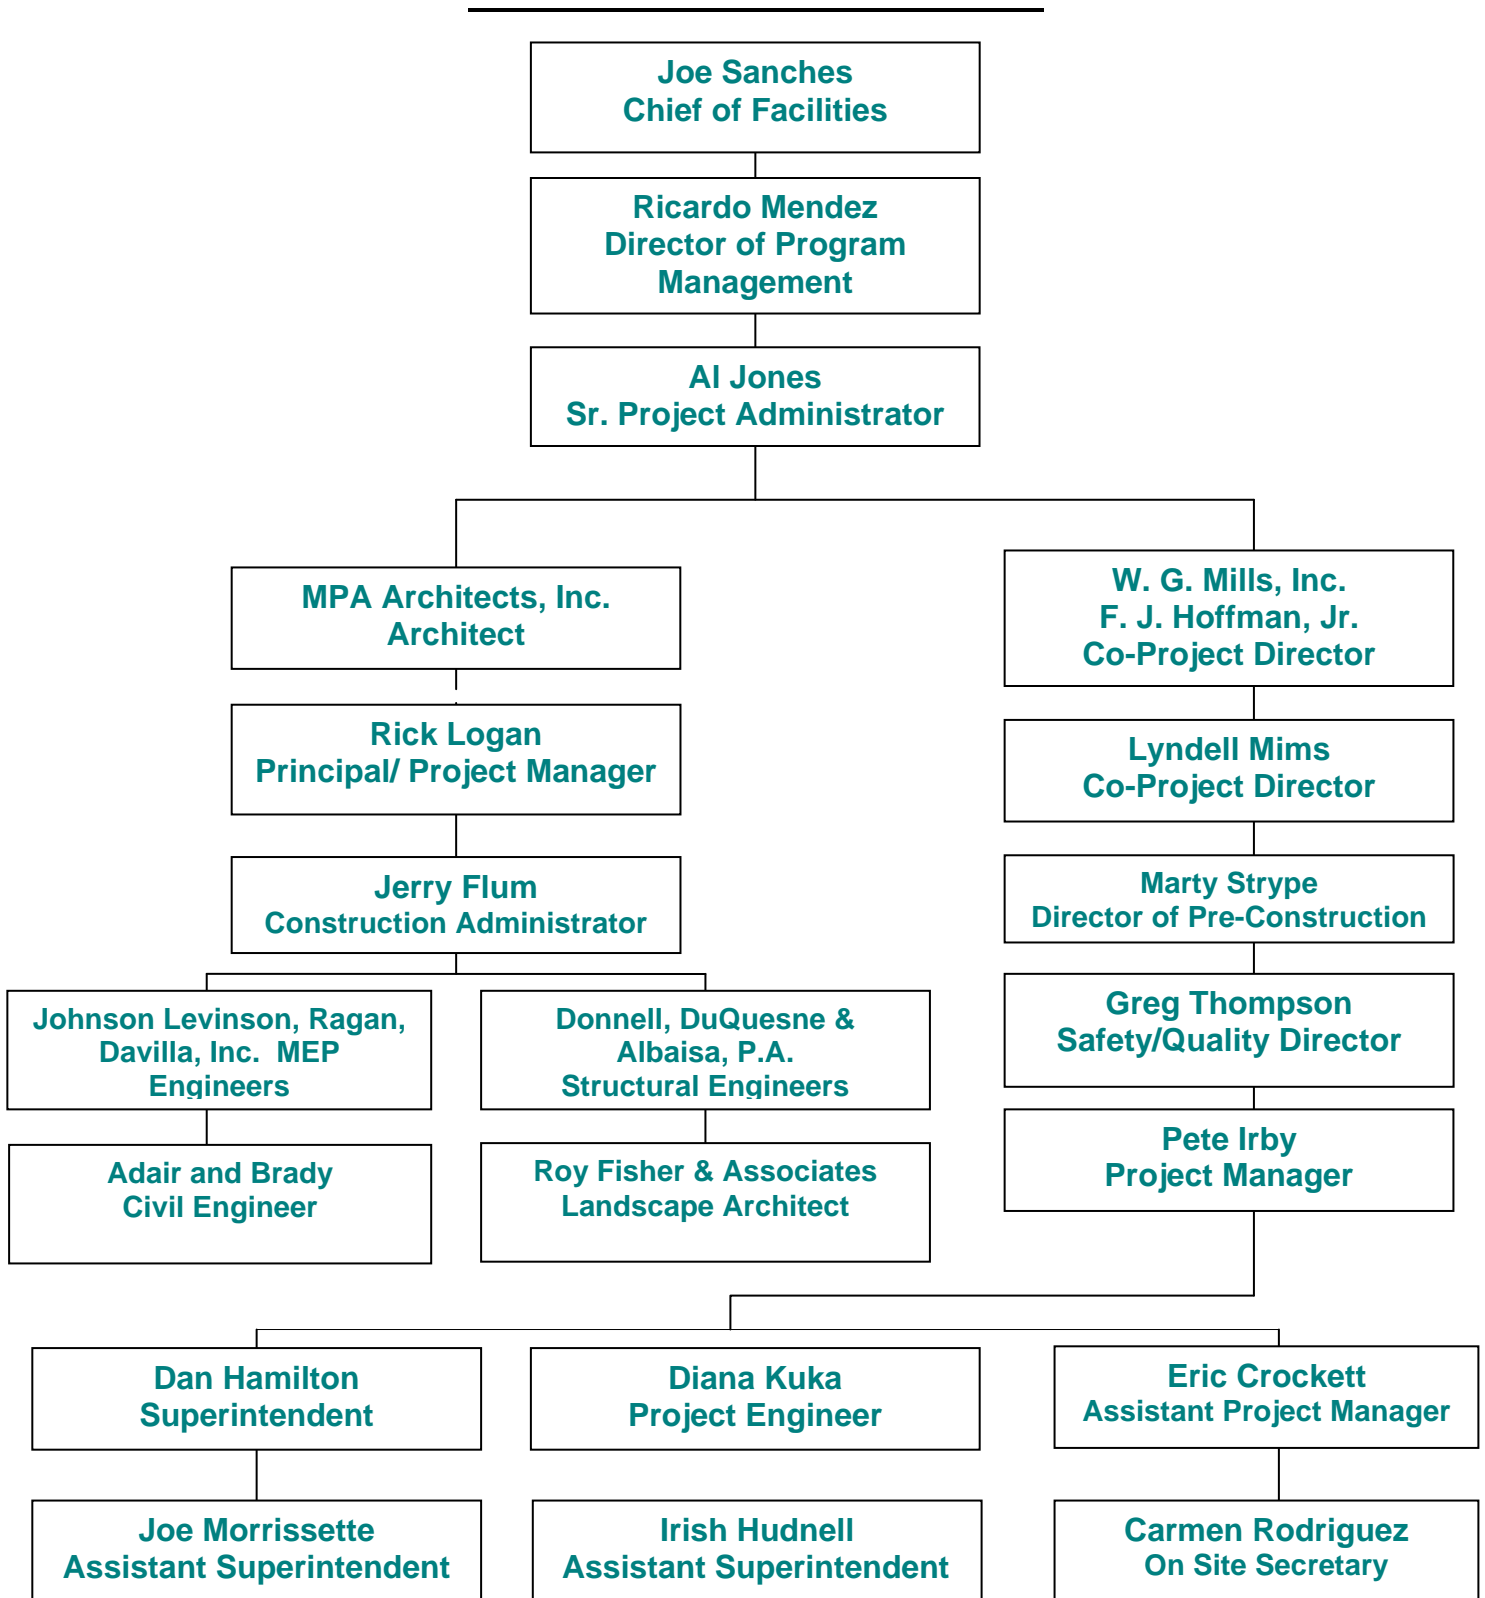 Joe Sanches
Chief of Facilities
Ricardo Mendez
Director of Program
Management
Al Jones
Sr. Project Administrator
MPA Architects, Inc.
Architect
W. G. Mills, Inc.
F. J. Hoffman, Jr.
Co-Project Director
Rick Logan
Principal/ Project Manager
Lyndell Mims
Co-Project Director
Jerry Flum
Construction Administrator
Marty Strype
Director of Pre-Construction
Johnson Levinson, Ragan,
Davilla, Inc.  MEP
Engineers
Donnell, DuQuesne &
Albaisa, P.A.
Structural Engineers
Greg Thompson
Safety/Quality Director
Adair and Brady
Civil Engineer
Roy Fisher & Associates
Landscape Architect
Pete Irby
Project Manager
Dan Hamilton
Superintendent
Diana Kuka
Project Engineer
Eric Crockett
Assistant Project Manager
Joe Morrissette
Assistant Superintendent
Irish Hudnell
Assistant Superintendent
Carmen Rodriguez
On Site Secretary